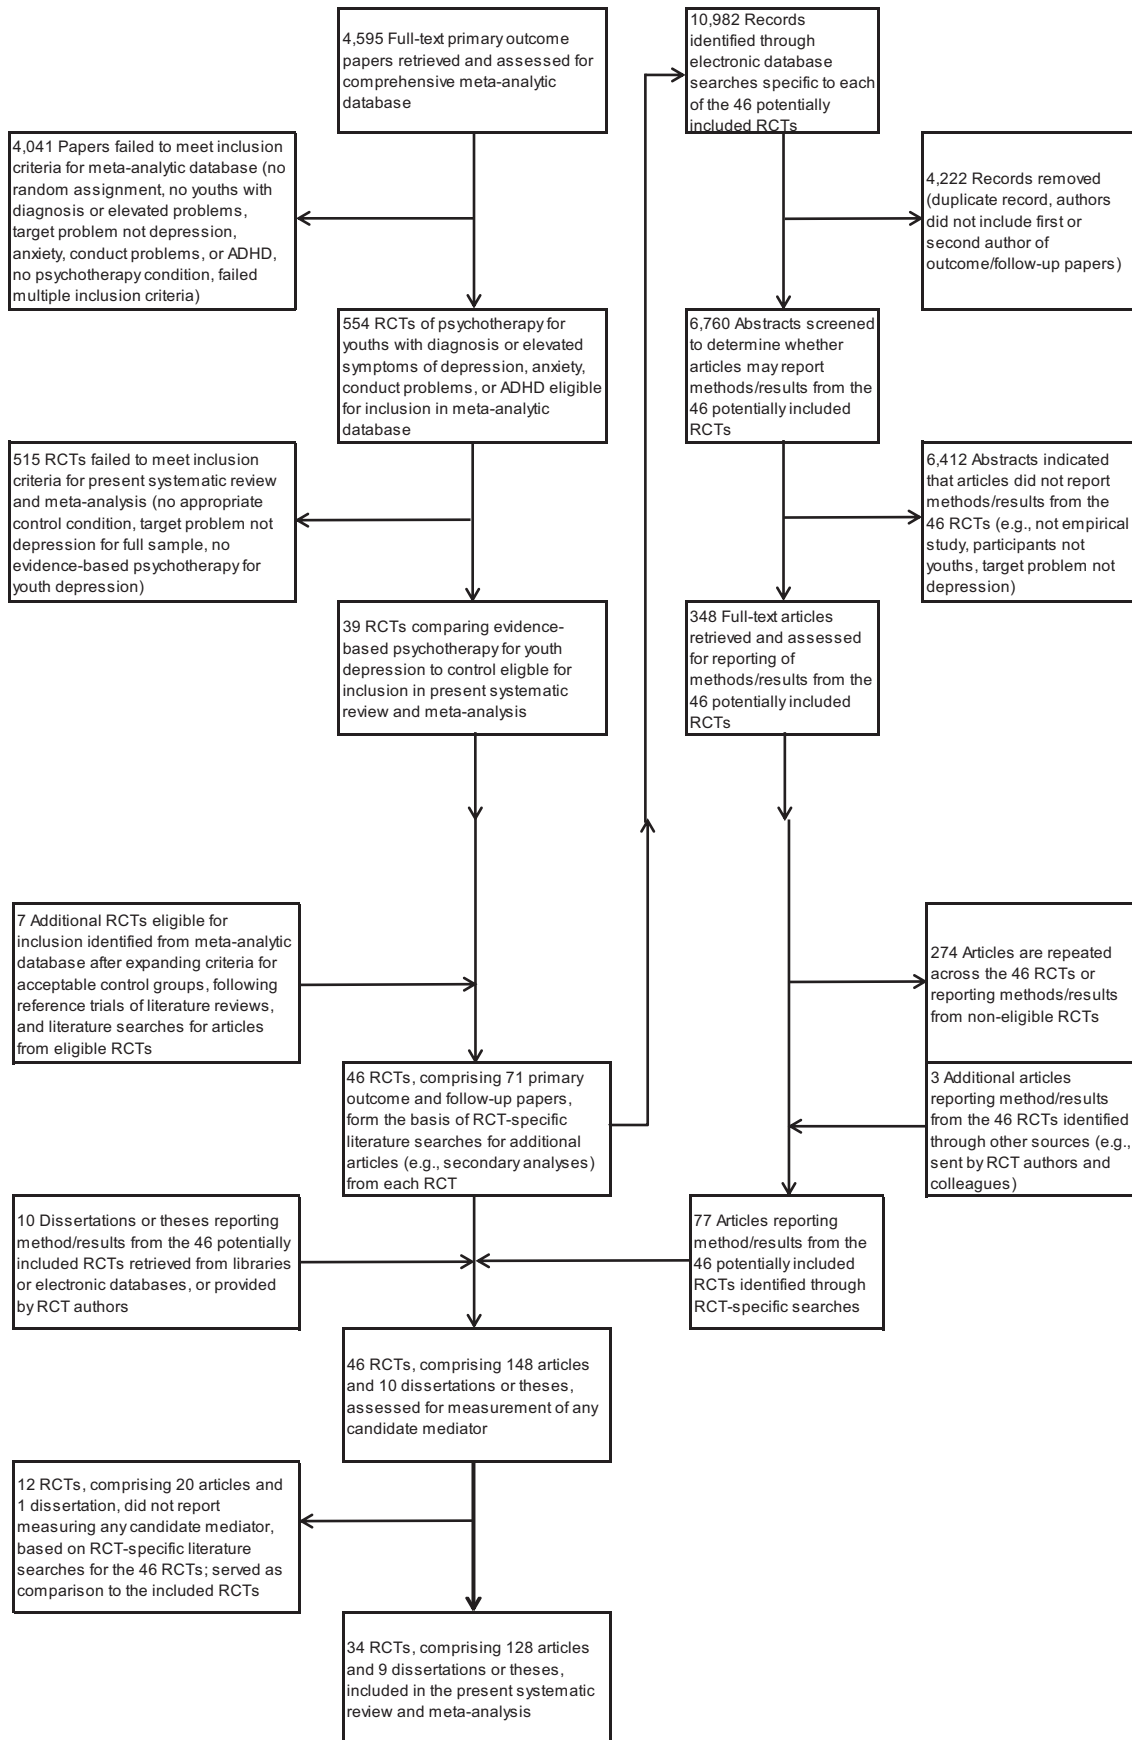 4,595 Full-text primary outcome
papers retrieved and assessed for
comprehensive meta-analytic
database
4,041 Papers failed to meet inclusion
criteria for meta-analytic database (no
random assignment, no youths with
diagnosis or elevated problems,
target problem not depression,
anxiety, conduct problems, or ADHD,
no psychotherapy condition, failed
multiple inclusion criteria)
554 RCTs of psychotherapy for
youths with diagnosis or elevated
symptoms of depression, anxiety,
conduct problems, or ADHD eligible
for inclusion in meta-analytic
database
515 RCTs failed to meet inclusion
criteria for present systematic review
and meta-analysis (no appropriate
control condition, target problem not
depression for full sample, no
evidence-based psychotherapy for
youth depression)
39 RCTs comparing evidence-
based psychotherapy for youth
depression to control eligble for
inclusion in present systematic
review and meta-analysis
7 Additional RCTs eligible for
inclusion identified from meta-analytic
database after expanding criteria for
acceptable control groups, following
reference trials of literature reviews,
and literature searches for articles
from eligible RCTs
46 RCTs, comprising 71 primary
outcome and follow-up papers,
form the basis of RCT-specific
literature searches for additional
articles (e.g., secondary analyses)
from each RCT
10,982 Records
identified through
electronic database
searches specific to each
of the 46 potentially
included RCTs
4,222 Records removed
(duplicate record, authors
did not include first or
second author of
outcome/follow-up papers)
6,760 Abstracts screened
to determine whether
articles may report
methods/results from the
46 potentially included
RCTs
6,412 Abstracts indicated
that articles did not report
methods/results from the
46 RCTs (e.g., not empirical
study, participants not
youths, target problem not
depression)
348 Full-text articles
retrieved and assessed
for reporting of
methods/results from the
46 potentially included
RCTs
274 Articles are repeated
across the 46 RCTs or
reporting methods/results
from non-eligible RCTs
3 Additional articles
reporting method/results
from the 46 RCTs identified
through other sources (e.g.,
sent by RCT authors and
colleagues)
77 Articles reporting
method/results from the
46 potentially included
RCTs identified through
RCT-specific searches
10 Dissertations or theses reporting
method/results from the 46 potentially
included RCTs retrieved from libraries
or electronic databases, or provided
by RCT authors
46 RCTs, comprising 148 articles
and 10 dissertations or theses,
assessed for measurement of any
candidate mediator
12 RCTs, comprising 20 articles and
1 dissertation, did not report
measuring any candidate mediator,
based on RCT-specific literature
searches for the 46 RCTs; served as
comparison to the included RCTs
34 RCTs, comprising 128 articles
and 9 dissertations or theses,
included in the present systematic
review and meta-analysis